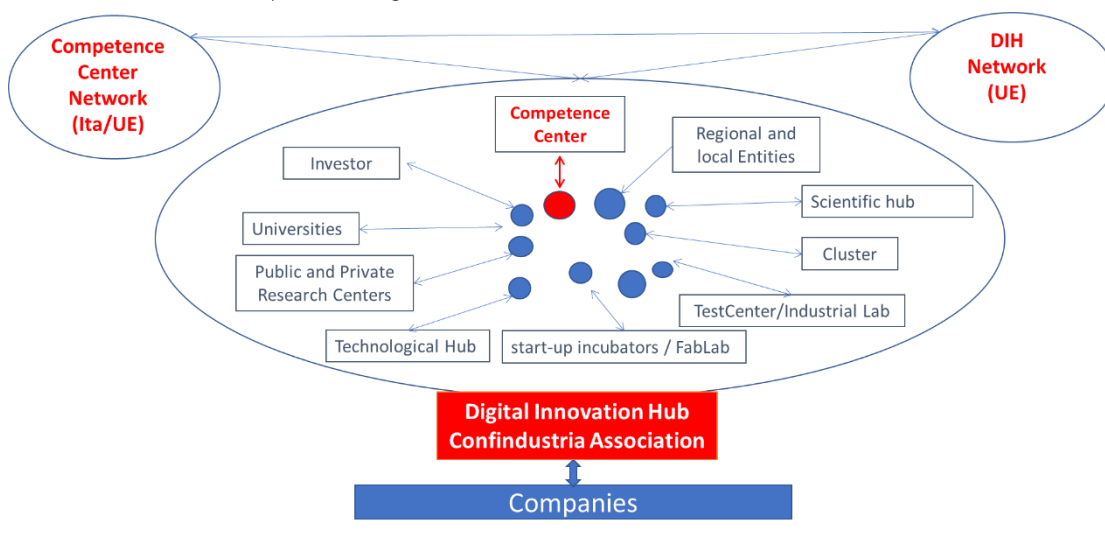 Competence
Center
Network
(Ita/UE)
DIH
Network
(UE)
Competence
Center
Regional and
local Entities
Investor
Scientific hub
Universities
Cluster
Public and Private
Research Centers
TestCenter/Industrial Lab
Technological Hub
start-up incubators / FabLab
Digital Innovation Hub
Confindustria Association
Companies